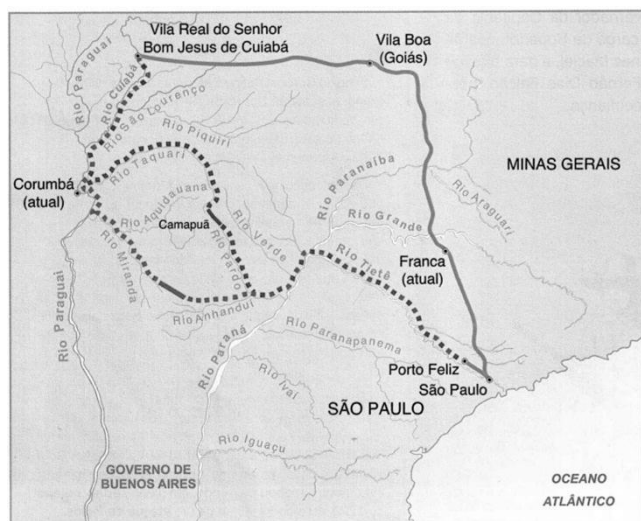 Vila Real do Senhor
Bom Jesus de Cuiabá
Vila Boa
(Goiás)
Rio Paraguai
Rio Cuiabá
Rio São Lourenço
Rio Piquiri
Rio Taquari
Corumbá
(atual)
Rio Aquidauana
Camapuã
Rio Verde
Rio Pardo
Rio Miranda
Rio Anhanduí
Rio Paraguai
Rio Paranaíba
Rio Araguari
MINAS GERAIS
Rio Grande
Franca
(atual)
Rio Tietê
Rio Paraná
Rio Paranapanema
Porto Feliz
São Paulo
Rio Ivaí
SÃO PAULO
Rio Iguaçu
GOVERNO DE
BUENOS AIRES
OCEANO
ATLÂNTICO